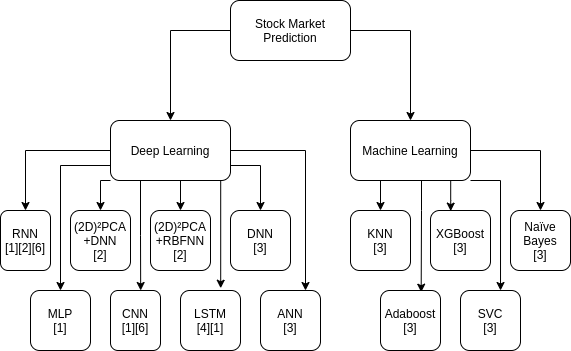 Stock Market
Prediction
Deep Learning
Machine Learning
RNN
[1][2][6]
(2D)²PCA
+DNN
[2]
(2D)²PCA
+RBFNN
[2]
DNN
[3]
KNN
[3]
XGBoost
[3]
Naïve
Bayes
[3]
MLP
[1]
CNN
[1][6]
LSTM
[4][1]
ANN
[3]
Adaboost
[3]
SVC
[3]